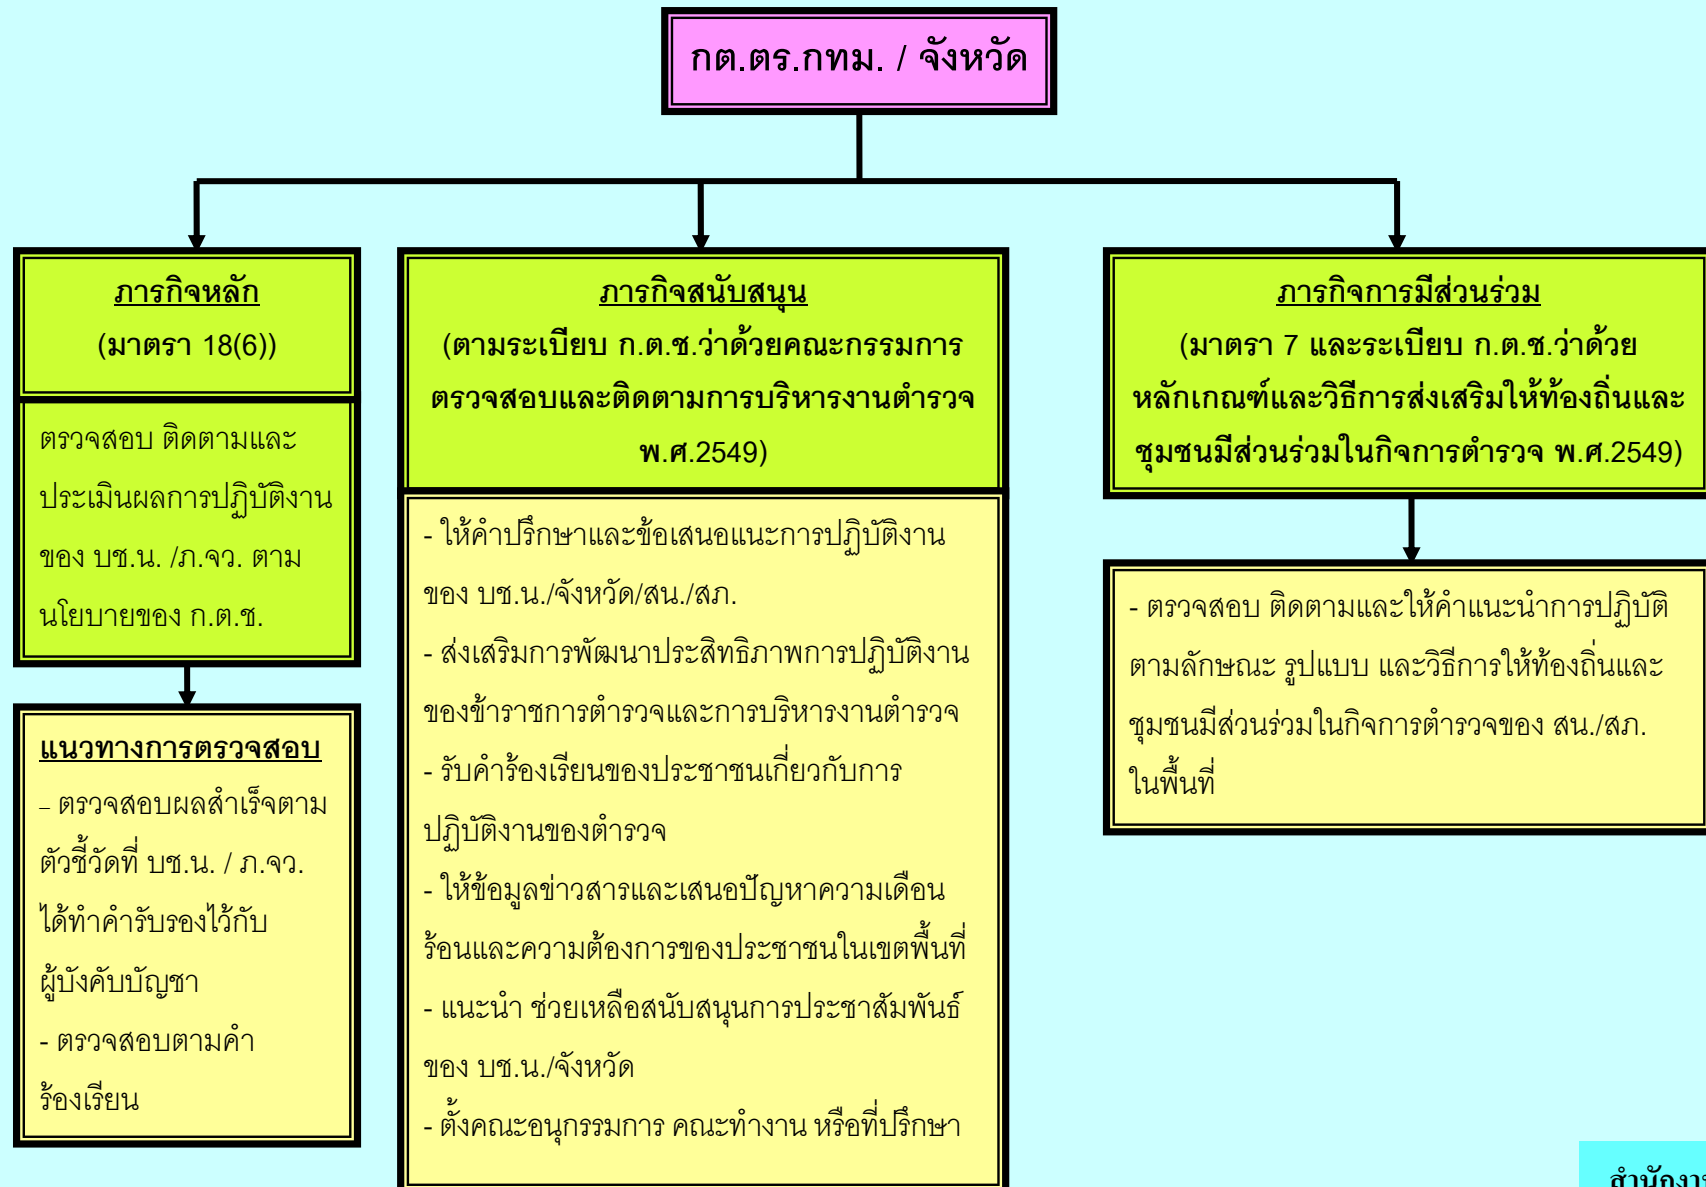 กต.ตร.กทม. / จังหวัด
ภารกิจหลัก
(มาตรา 18(6))
ตรวจสอบ ติดตามและ
ประเมินผลการปฏิบัติงาน
ของ บช.น. /ภ.จว. ตาม
นโยบายของ ก.ต.ช.
แนวทางการตรวจสอบ
– ตรวจสอบผลสำเร็จตาม
ตัวชี้วัดที่ บช.น. / ภ.จว.
ได้ทำคำรับรองไว้กับ
ผู้บังคับบัญชา
- ตรวจสอบตามคำ
ร้องเรียน
ภารกิจสนับสนุน
(ตามระเบียบ ก.ต.ช.ว่าด้วยคณะกรรมการ
ตรวจสอบและติดตามการบริหารงานตำรวจ
พ.ศ.2549)
- ให้คำปรึกษาและข้อเสนอแนะการปฏิบัติงาน
ของ บช.น./จังหวัด/สน./สภ.
- ส่งเสริมการพัฒนาประสิทธิภาพการปฏิบัติงาน
ของข้าราชการตำรวจและการบริหารงานตำรวจ
- รับคำร้องเรียนของประชาชนเกี่ยวกับการ
ปฏิบัติงานของตำรวจ
- ให้ข้อมูลข่าวสารและเสนอปัญหาความเดือน
ร้อนและความต้องการของประชาชนในเขตพื้นที่
- แนะนำ ช่วยเหลือสนับสนุนการประชาสัมพันธ์
ของ บช.น./จังหวัด
- ตั้งคณะอนุกรรมการ คณะทำงาน หรือที่ปรึกษา
ภารกิจการมีส่วนร่วม
(มาตรา 7 และระเบียบ ก.ต.ช.ว่าด้วย
หลักเกณฑ์และวิธีการส่งเสริมให้ท้องถิ่นและ
ชุมชนมีส่วนร่วมในกิจการตำรวจ พ.ศ.2549)
- ตรวจสอบ ติดตามและให้คำแนะนำการปฏิบัติ
ตามลักษณะ รูปแบบ และวิธีการให้ท้องถิ่นและ
ชุมชนมีส่วนร่วมในกิจการตำรวจของ สน./สภ.
ในพื้นที่